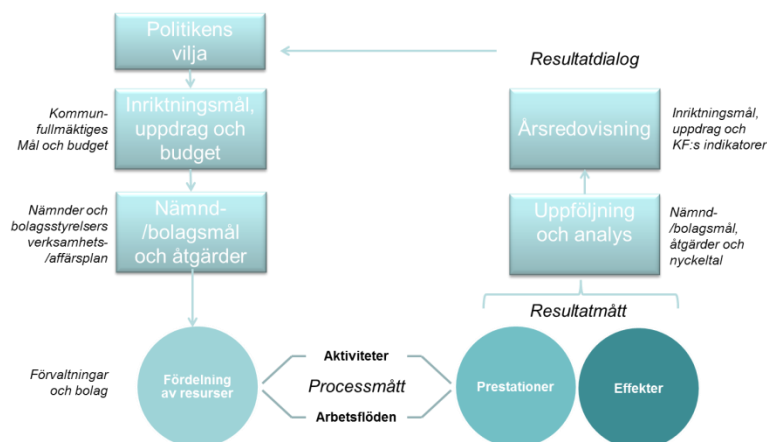 Politikens
vilja
Resultatdialog
Kommun-
fullmäktiges
Mål och budget
Inriktningsmål,
uppdrag och
budget
Årsredovisning
Inriktningsmål,
uppdrag och
KF:s indikatorer
Nämnder och
bolagsstyrelsers
verksamhets-
/affärsplan
Nämnd-
/bolagsmål
och åtgärder
Uppföljning
och analys
Nämnd-
/bolagsmål,
åtgärder och
nyckeltal
Resultatmått
Förvaltningar
och bolag
Fördelning
av resurser
Aktiviteter
Processmått
Arbetsflöden
Prestationer
Effekter